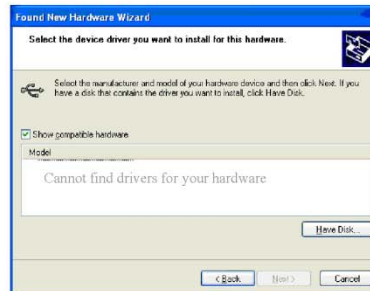 Found New Hardware Wizard
Select the device driver you want to install for this hardware.
Select the manufacturer and model of your hardware device and then click Next. If you
have a disk that contains the driver you want to install, click Have Disk.
Show compatible hardware
Model
Cannot find drivers for your hardware
Have Disk...
< Back
Next >
Cancel